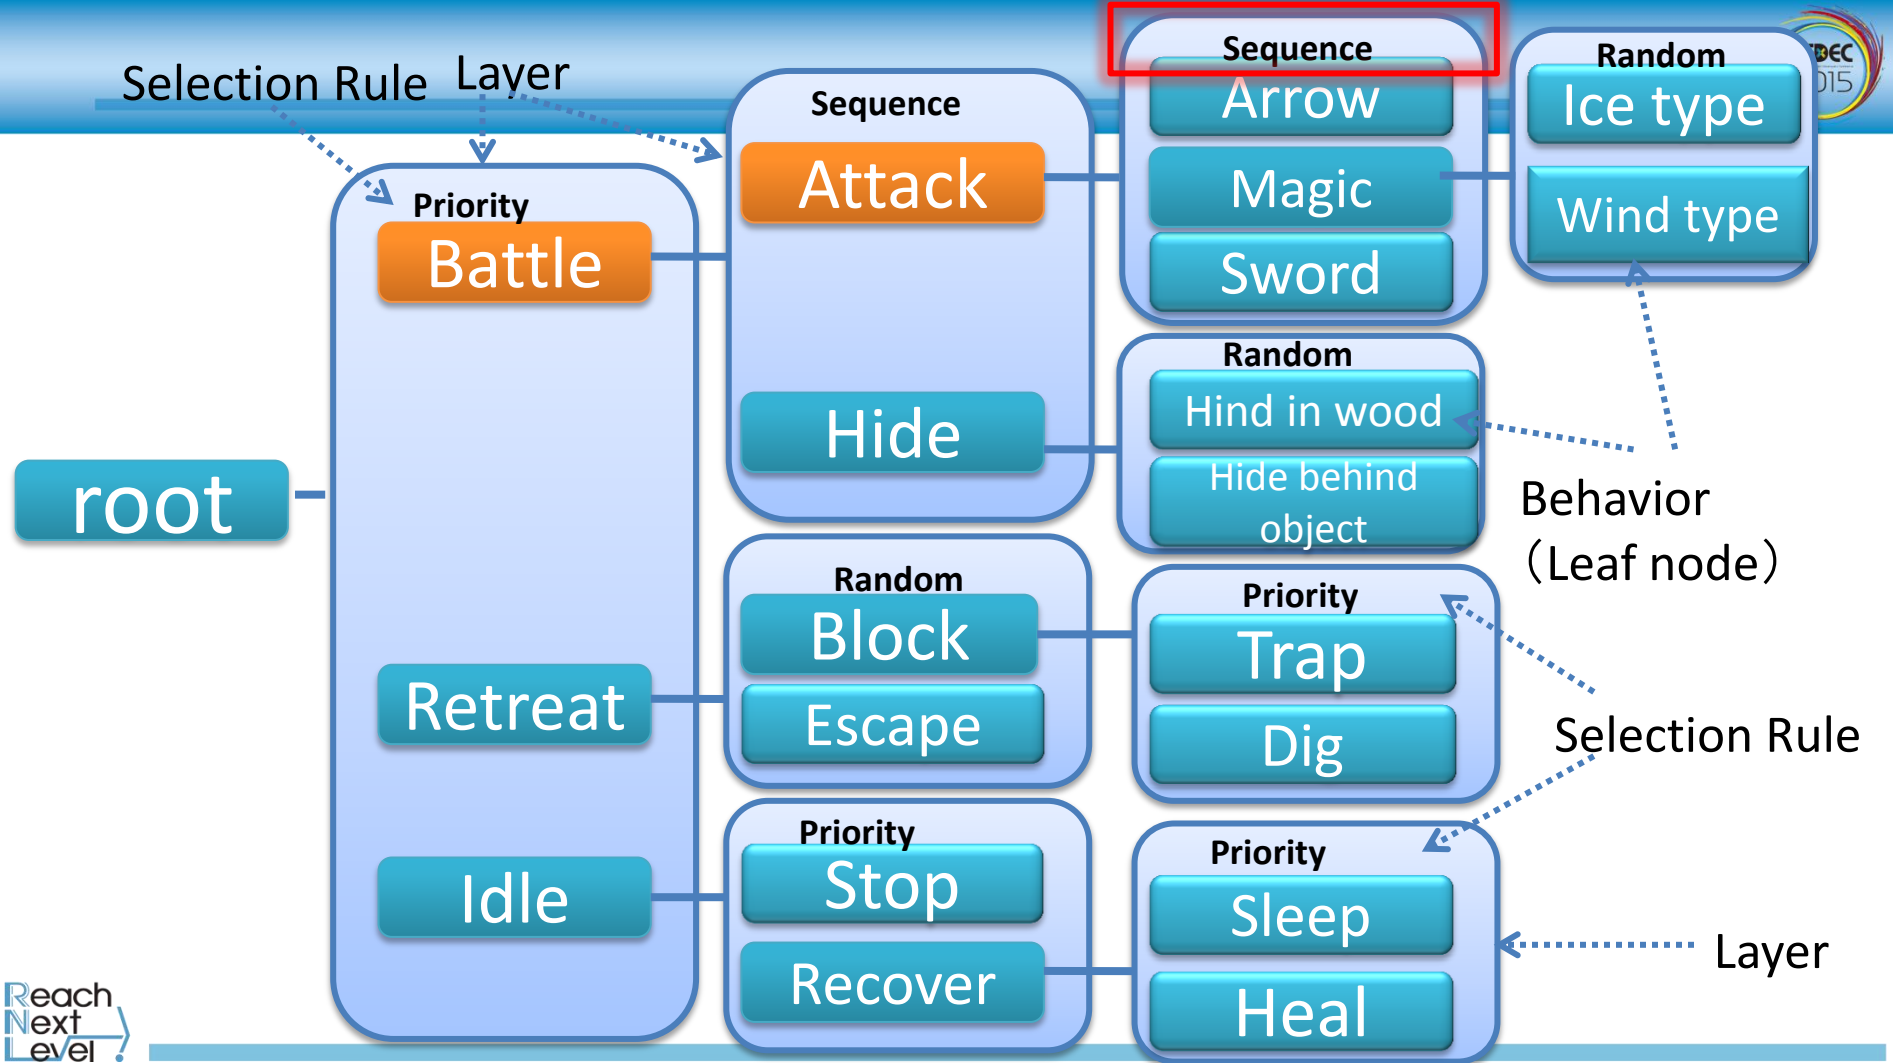 Selection Rule
Layer
Sequence
Sequence
Random
Arrow
Ice type
Attack
Magic
Wind type
Priority
Battle
Sword
Random
Hind in wood
Hide
Hide behind
object
root
Behavior
（Leaf node）
Random
Priority
Block
Trap
Retreat
Escape
Dig
Selection Rule
Priority
Priority
Idle
Stop
Sleep
Layer
Recover
Heal
Reach
Next
Level
DEC
015